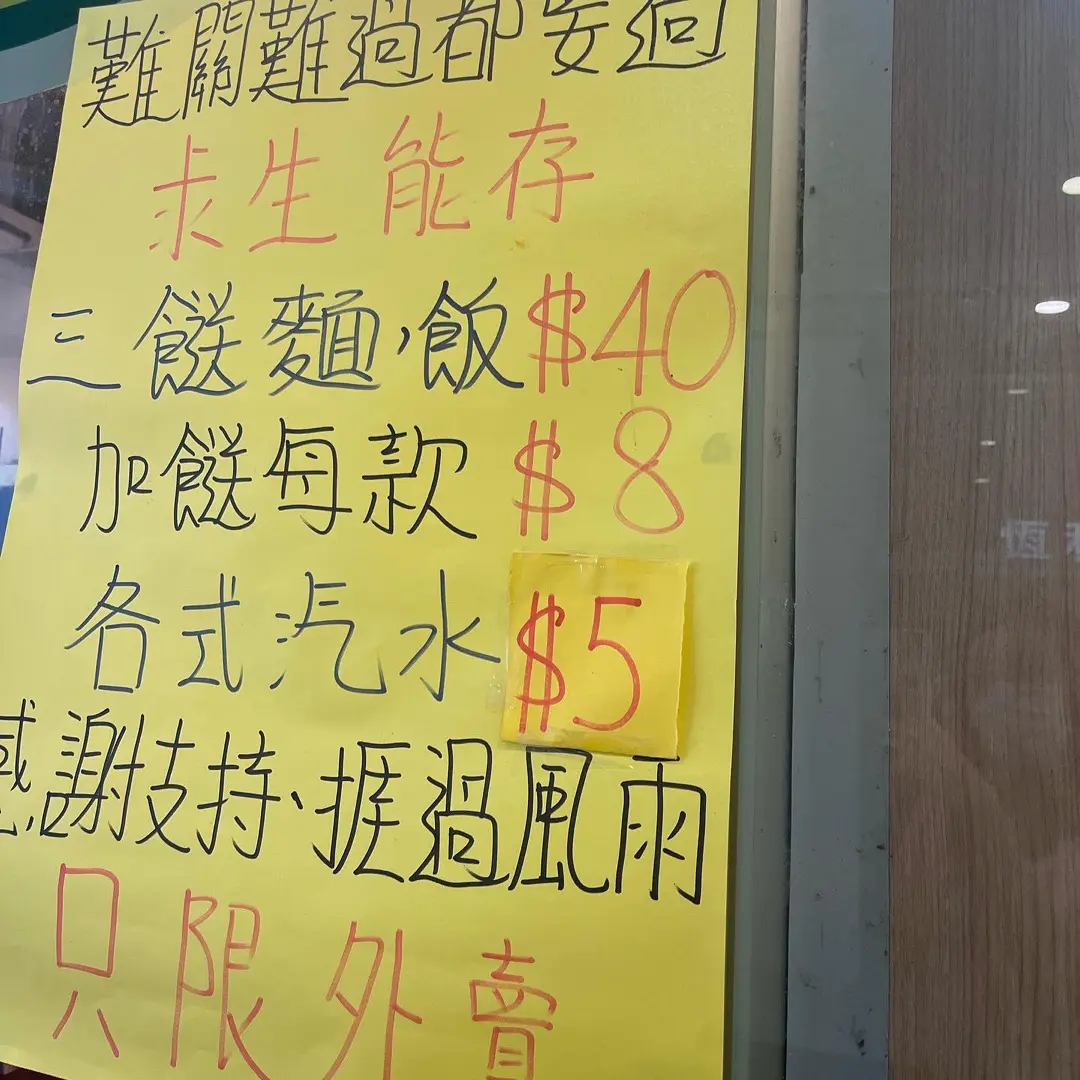 難關難過都要過
求生能存
三餸麵,飯$40
加餸每款 $8
各式汽水 $5
感謝支持、捱過風雨
只限外賣
恆